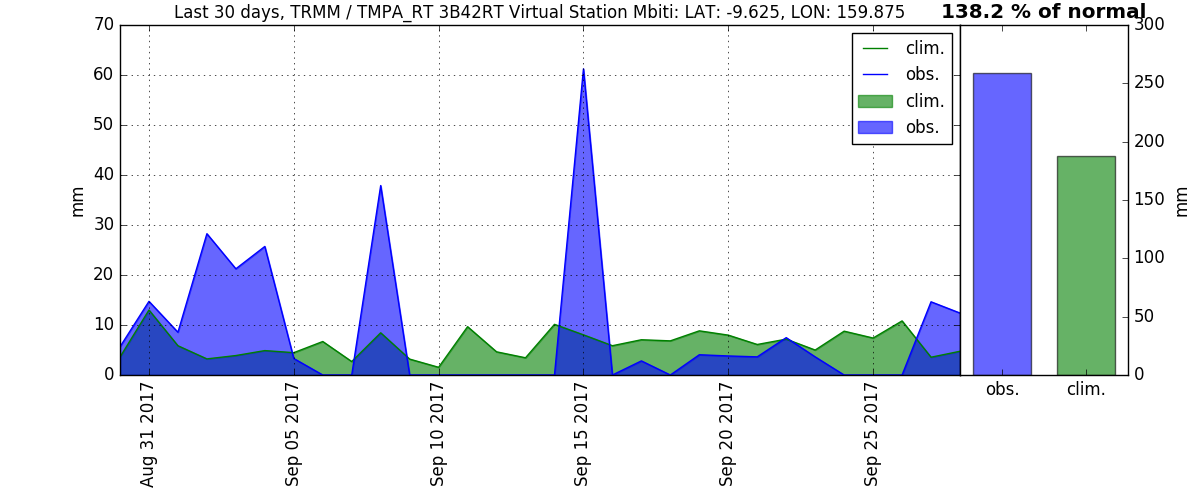 Last 30 days, TRMM / TMPA_RT 3B42RT Virtual Station Mbiti: LAT: -9.625, LON: 159.875
138.2 % of normal
70
60
50
40
30
20
10
0
mm
clim.
obs.
clim.
obs.
Aug 31 2017
Sep 05 2017
Sep 10 2017
Sep 15 2017
Sep 20 2017
Sep 25 2017
300
250
200
150
100
50
0
mm
obs.
clim.